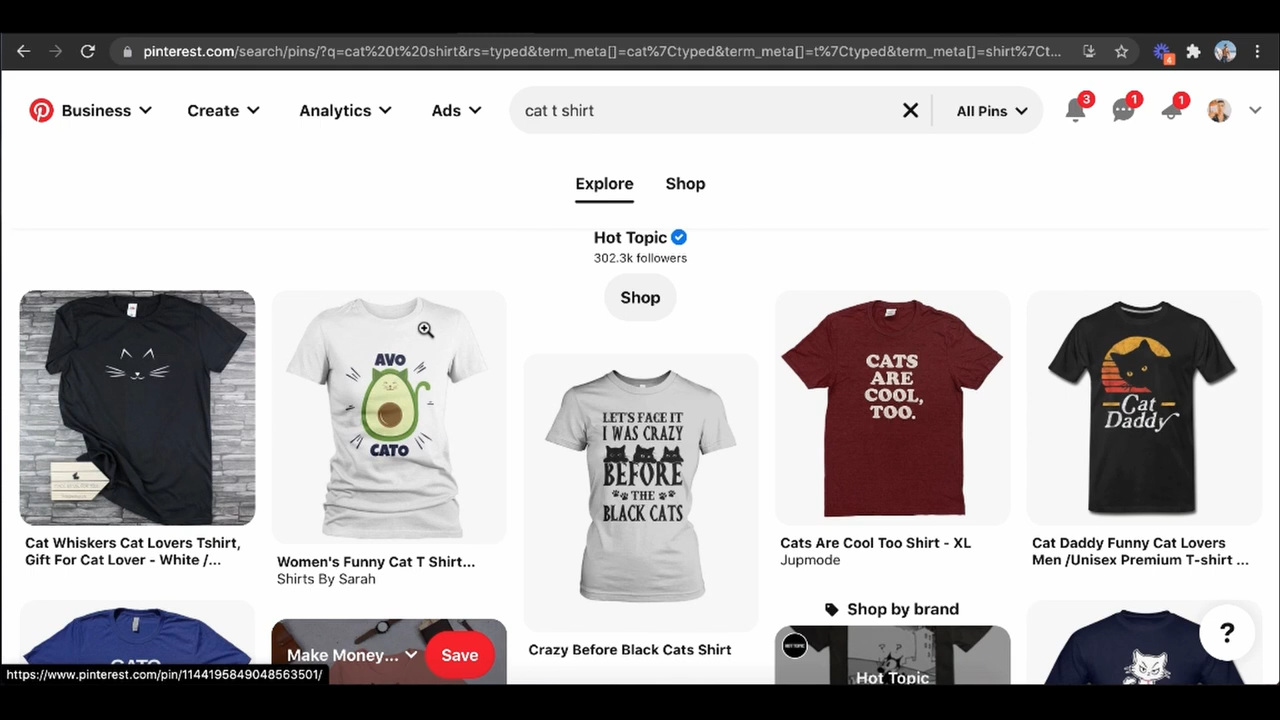 pinterest.com/search/pins/?q=cat%20t%20shirt&rs=typed&term_meta[]=cat%7Ctyped&term_meta[]=t%7Ctyped&term_meta[]=shirt%7Ct...
4
Business
Create
Analytics
Ads
cat t shirt
All Pins
3
1
1
Explore
Shop
Hot Topic
302.3k followers
Shop
AVO
CATO
LET'S FACE IT
I WAS CRAZY
BEFORE
THE
BLACK CATS
CATS
ARE
COOL,
TOO.
Cat
Daddy
Cat Whiskers Cat Lovers Tshirt,
Gift For Cat Lover - White /...
Women's Funny Cat T Shirt...
Shirts By Sarah
Crazy Before Black Cats Shirt
Cats Are Cool Too Shirt - XL
Jupmode
Cat Daddy Funny Cat Lovers
Men /Unisex Premium T-shirt ...
Shop by brand
Make Money...
Save
HOT TOPIC
Hot Topic
?
https://www.pinterest.com/pin/1144195849048563501/